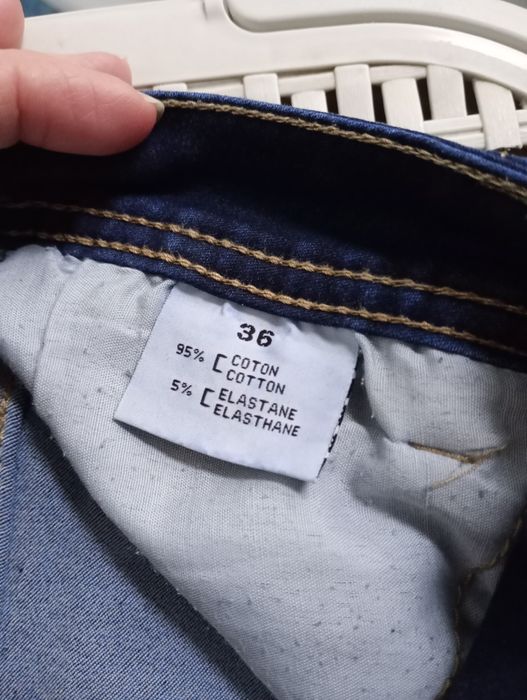 36
95% COTON
COTTON
5% ELASTANE
ELASTHANE